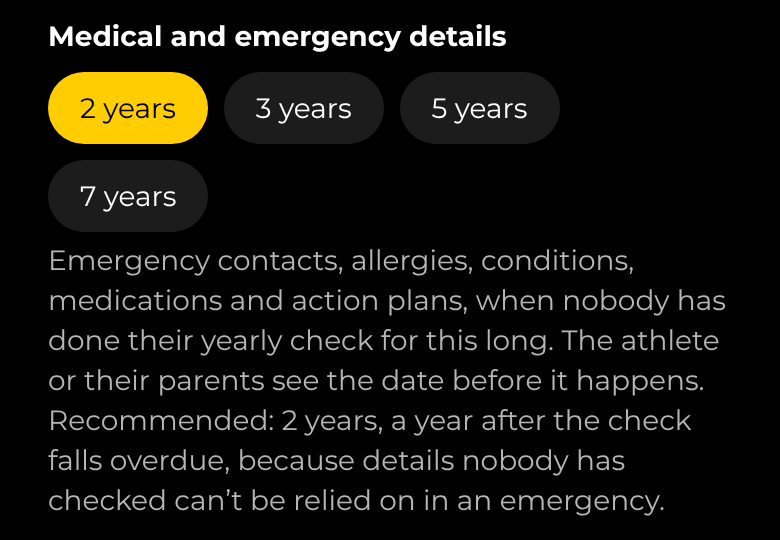 Medical and emergency details
2 years
3 years
5 years
7 years
Emergency contacts, allergies, conditions,
medications and action plans, when nobody has
done their yearly check for this long. The athlete
or their parents see the date before it happens.
Recommended: 2 years, a year after the check
falls overdue, because details nobody has
checked can’t be relied on in an emergency.